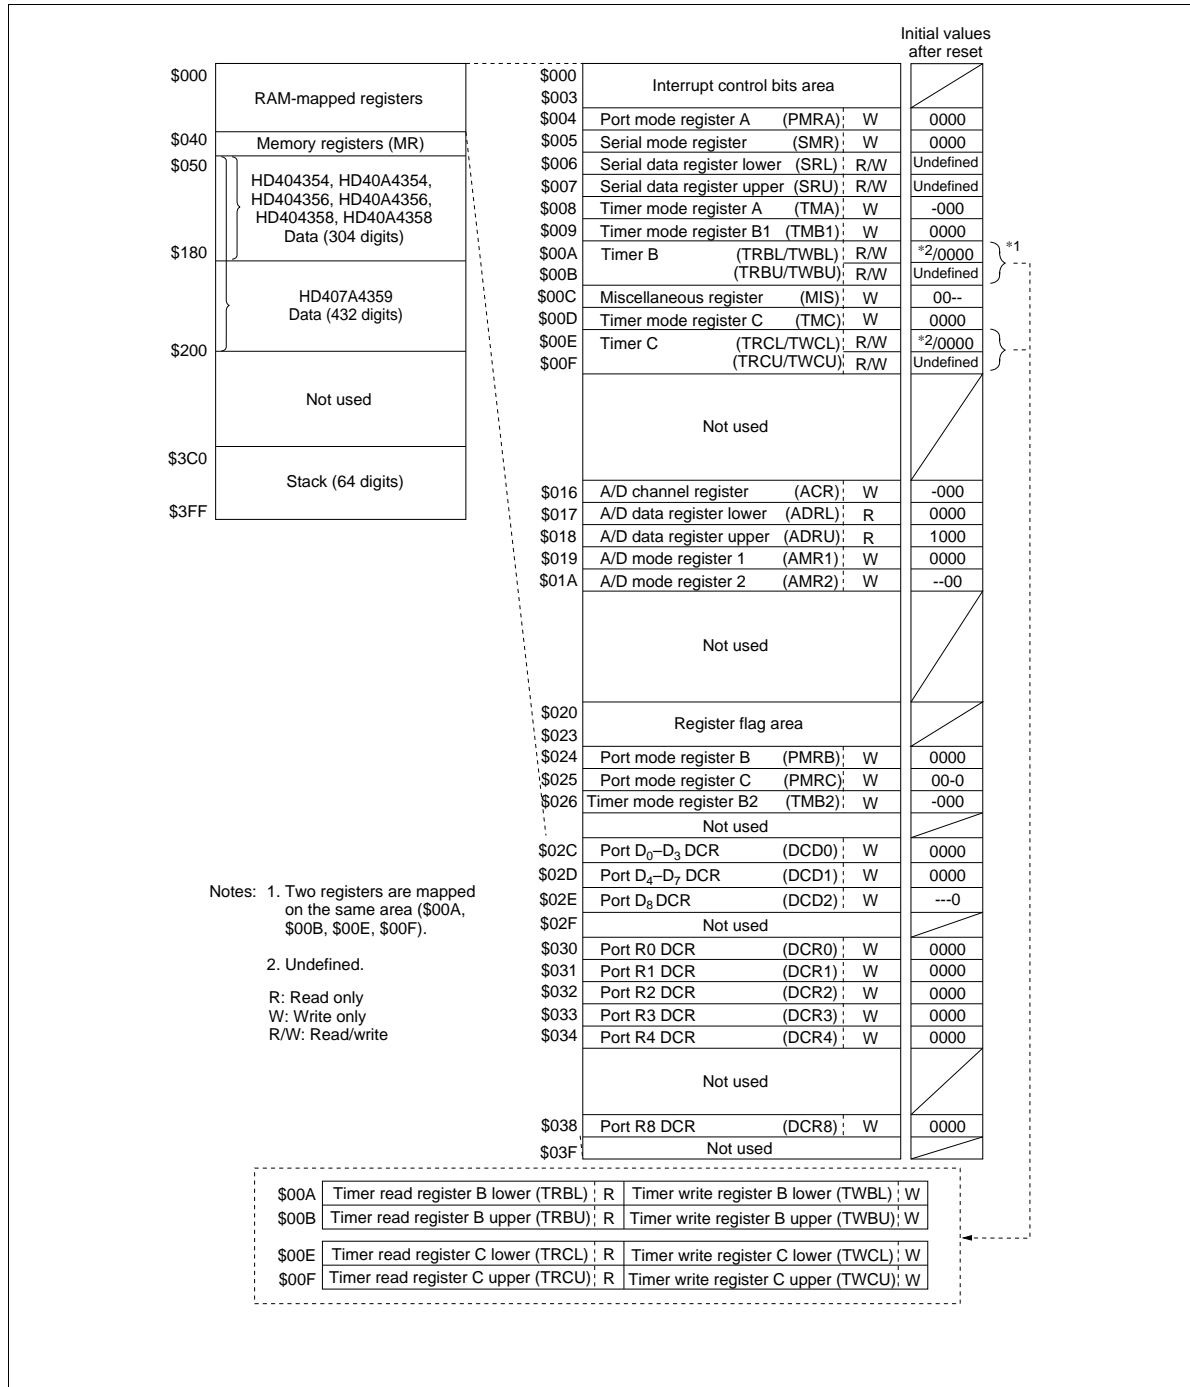 Initial values
after reset
$000
RAM-mapped registers
$040
Memory registers (MR)
$050
HD404354, HD40A4354,
HD404356, HD40A4356,
HD404358, HD40A4358
Data (304 digits)
$180
HD407A4359
Data (432 digits)
$200
Not used
$3C0
Stack (64 digits)
$3FF
$000
Interrupt control bits area
$003
$004 Port mode register A (PMRA) W 0000
$005 Serial mode register (SMR) W 0000
$006 Serial data register lower (SRL) R/W Undefined
$007 Serial data register upper (SRU) R/W Undefined
$008 Timer mode register A (TMA) W -000
$009 Timer mode register B1 (TMB1) W 0000
$00A Timer B (TRBL/TWBL) R/W *2/0000 *1
$00B (TRBU/TWBU) R/W Undefined
$00C Miscellaneous register (MIS) W 00--
$00D Timer mode register C (TMC) W 0000
$00E Timer C (TRCL/TWCL) R/W *2/0000
$00F (TRCU/TWCU) R/W Undefined
Not used
$016 A/D channel register (ACR) W -000
$017 A/D data register lower (ADRL) R 0000
$018 A/D data register upper (ADRU) R 1000
$019 A/D mode register 1 (AMR1) W 0000
$01A A/D mode register 2 (AMR2) W --00
Not used
$020
Register flag area
$023
$024 Port mode register B (PMRB) W 0000
$025 Port mode register C (PMRC) W 00-0
$026 Timer mode register B2 (TMB2) W -000
Not used
$02C Port D0–D3 DCR (DCD0) W 0000
$02D Port D4–D7 DCR (DCD1) W 0000
$02E Port D8 DCR (DCD2) W ---0
$02F Not used
$030 Port R0 DCR (DCR0) W 0000
$031 Port R1 DCR (DCR1) W 0000
$032 Port R2 DCR (DCR2) W 0000
$033 Port R3 DCR (DCR3) W 0000
$034 Port R4 DCR (DCR4) W 0000
Not used
$038 Port R8 DCR (DCR8) W 0000
$03F Not used
Notes: 1. Two registers are mapped
on the same area ($00A,
$00B, $00E, $00F).
2. Undefined.
R: Read only
W: Write only
R/W: Read/write
$00A Timer read register B lower (TRBL) R Timer write register B lower (TWBL) W
$00B Timer read register B upper (TRBU) R Timer write register B upper (TWBU) W
$00E Timer read register C lower (TRCL) R Timer write register C lower (TWCL) W
$00F Timer read register C upper (TRCU) R Timer write register C upper (TWCU) W